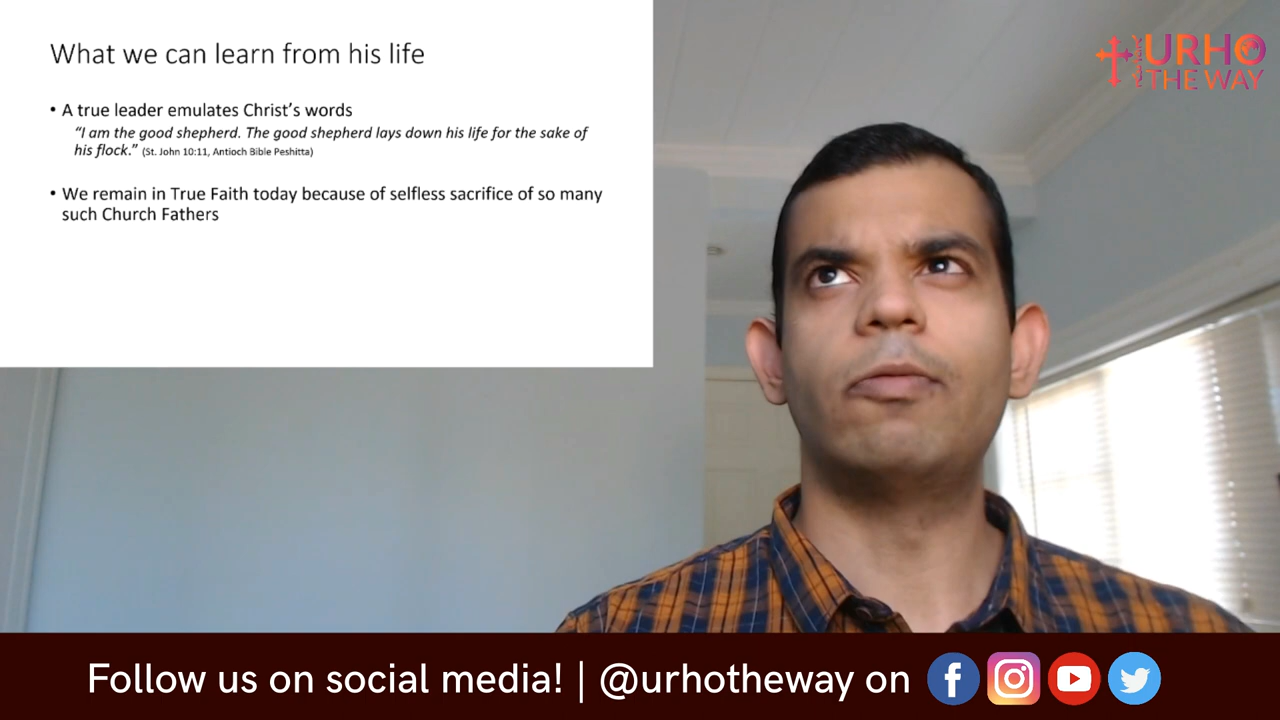 What we can learn from his life
• A true leader emulates Christ's words
“I am the good shepherd. The good shepherd lays down his life for the sake of
his flock.” (St. John 10:11, Antioch Bible Peshitta)
• We remain in True Faith today because of selfless sacrifice of so many
such Church Fathers
URHO
THE WAY
Follow us on social media! | @urhotheway on